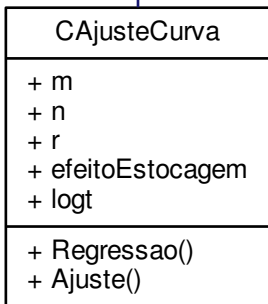 CAjusteCurva
+ m
+ n
+ r
+ efeitoEstocagem
+ logt
+ Regressao()
+ Ajuste()